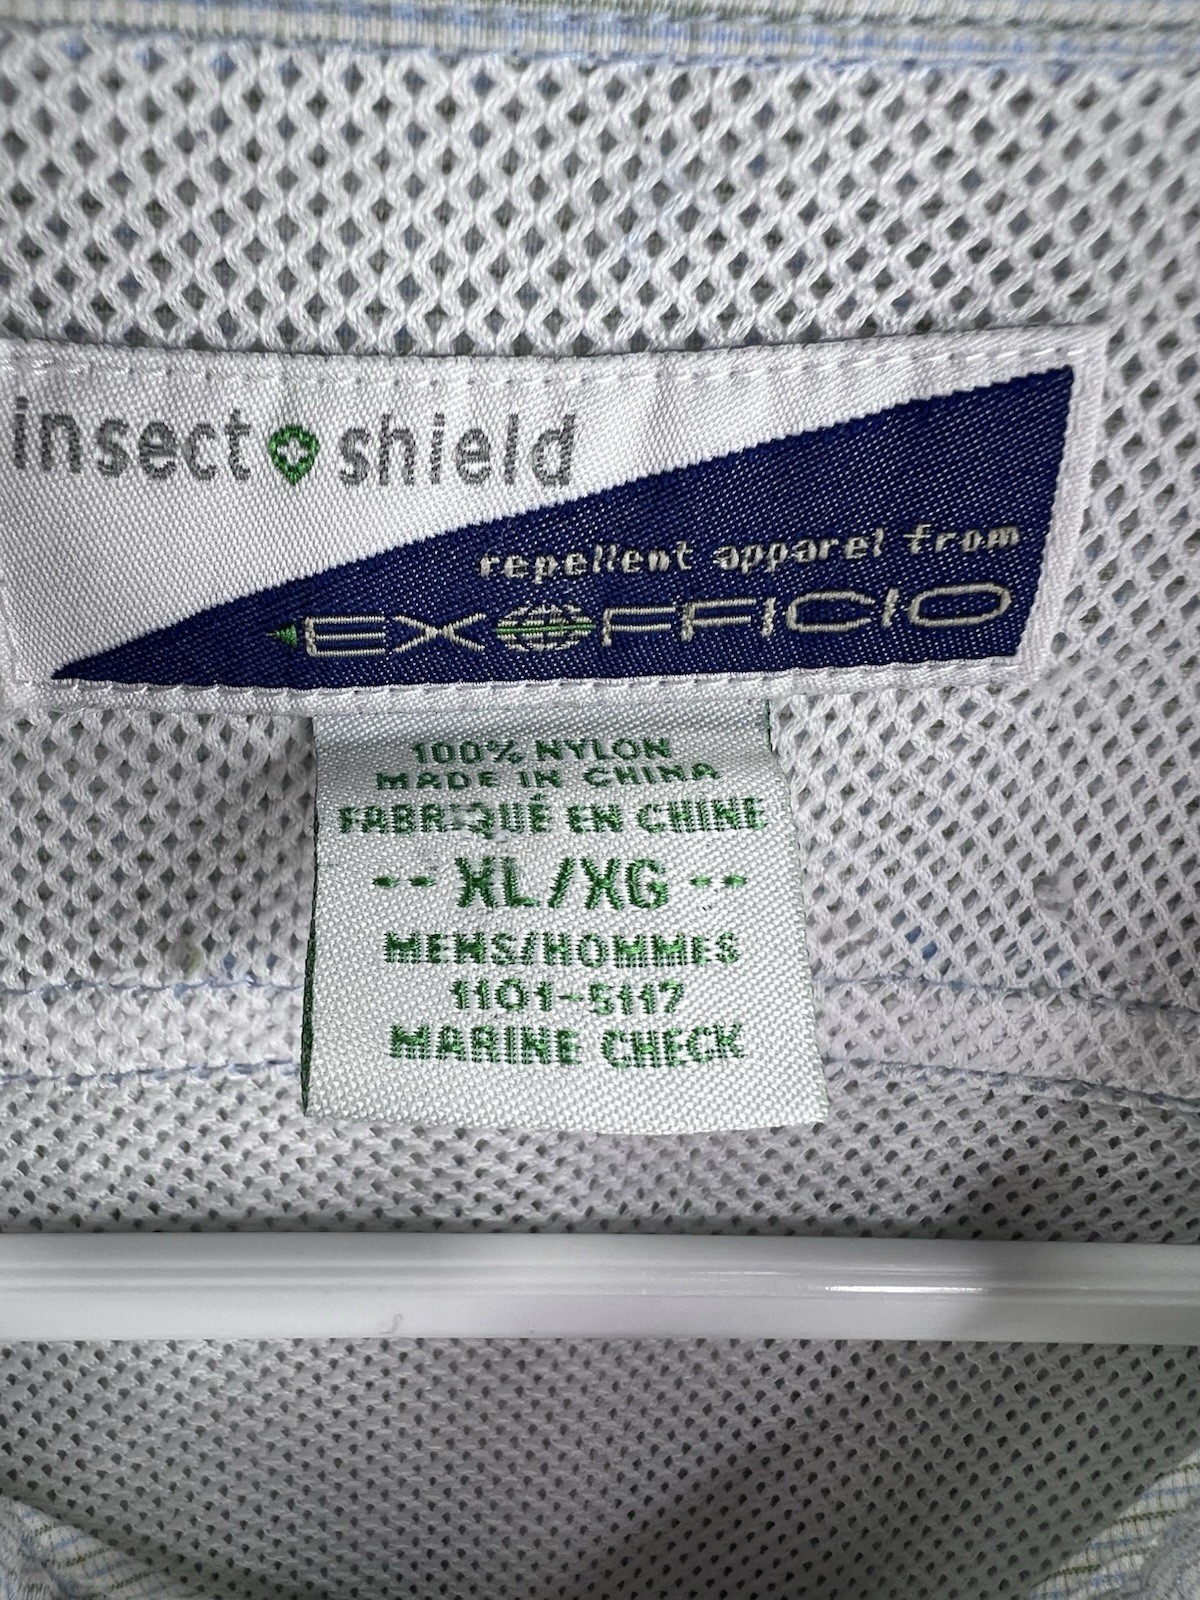 insect shield
repellent apparel from
EXOFFICIO
100% NYLON
MADE IN CHINA
FABRIQUÉ EN CHINE
-- XL/XG --
MENS/HOMMES
1101-5117
MARINE CHECK